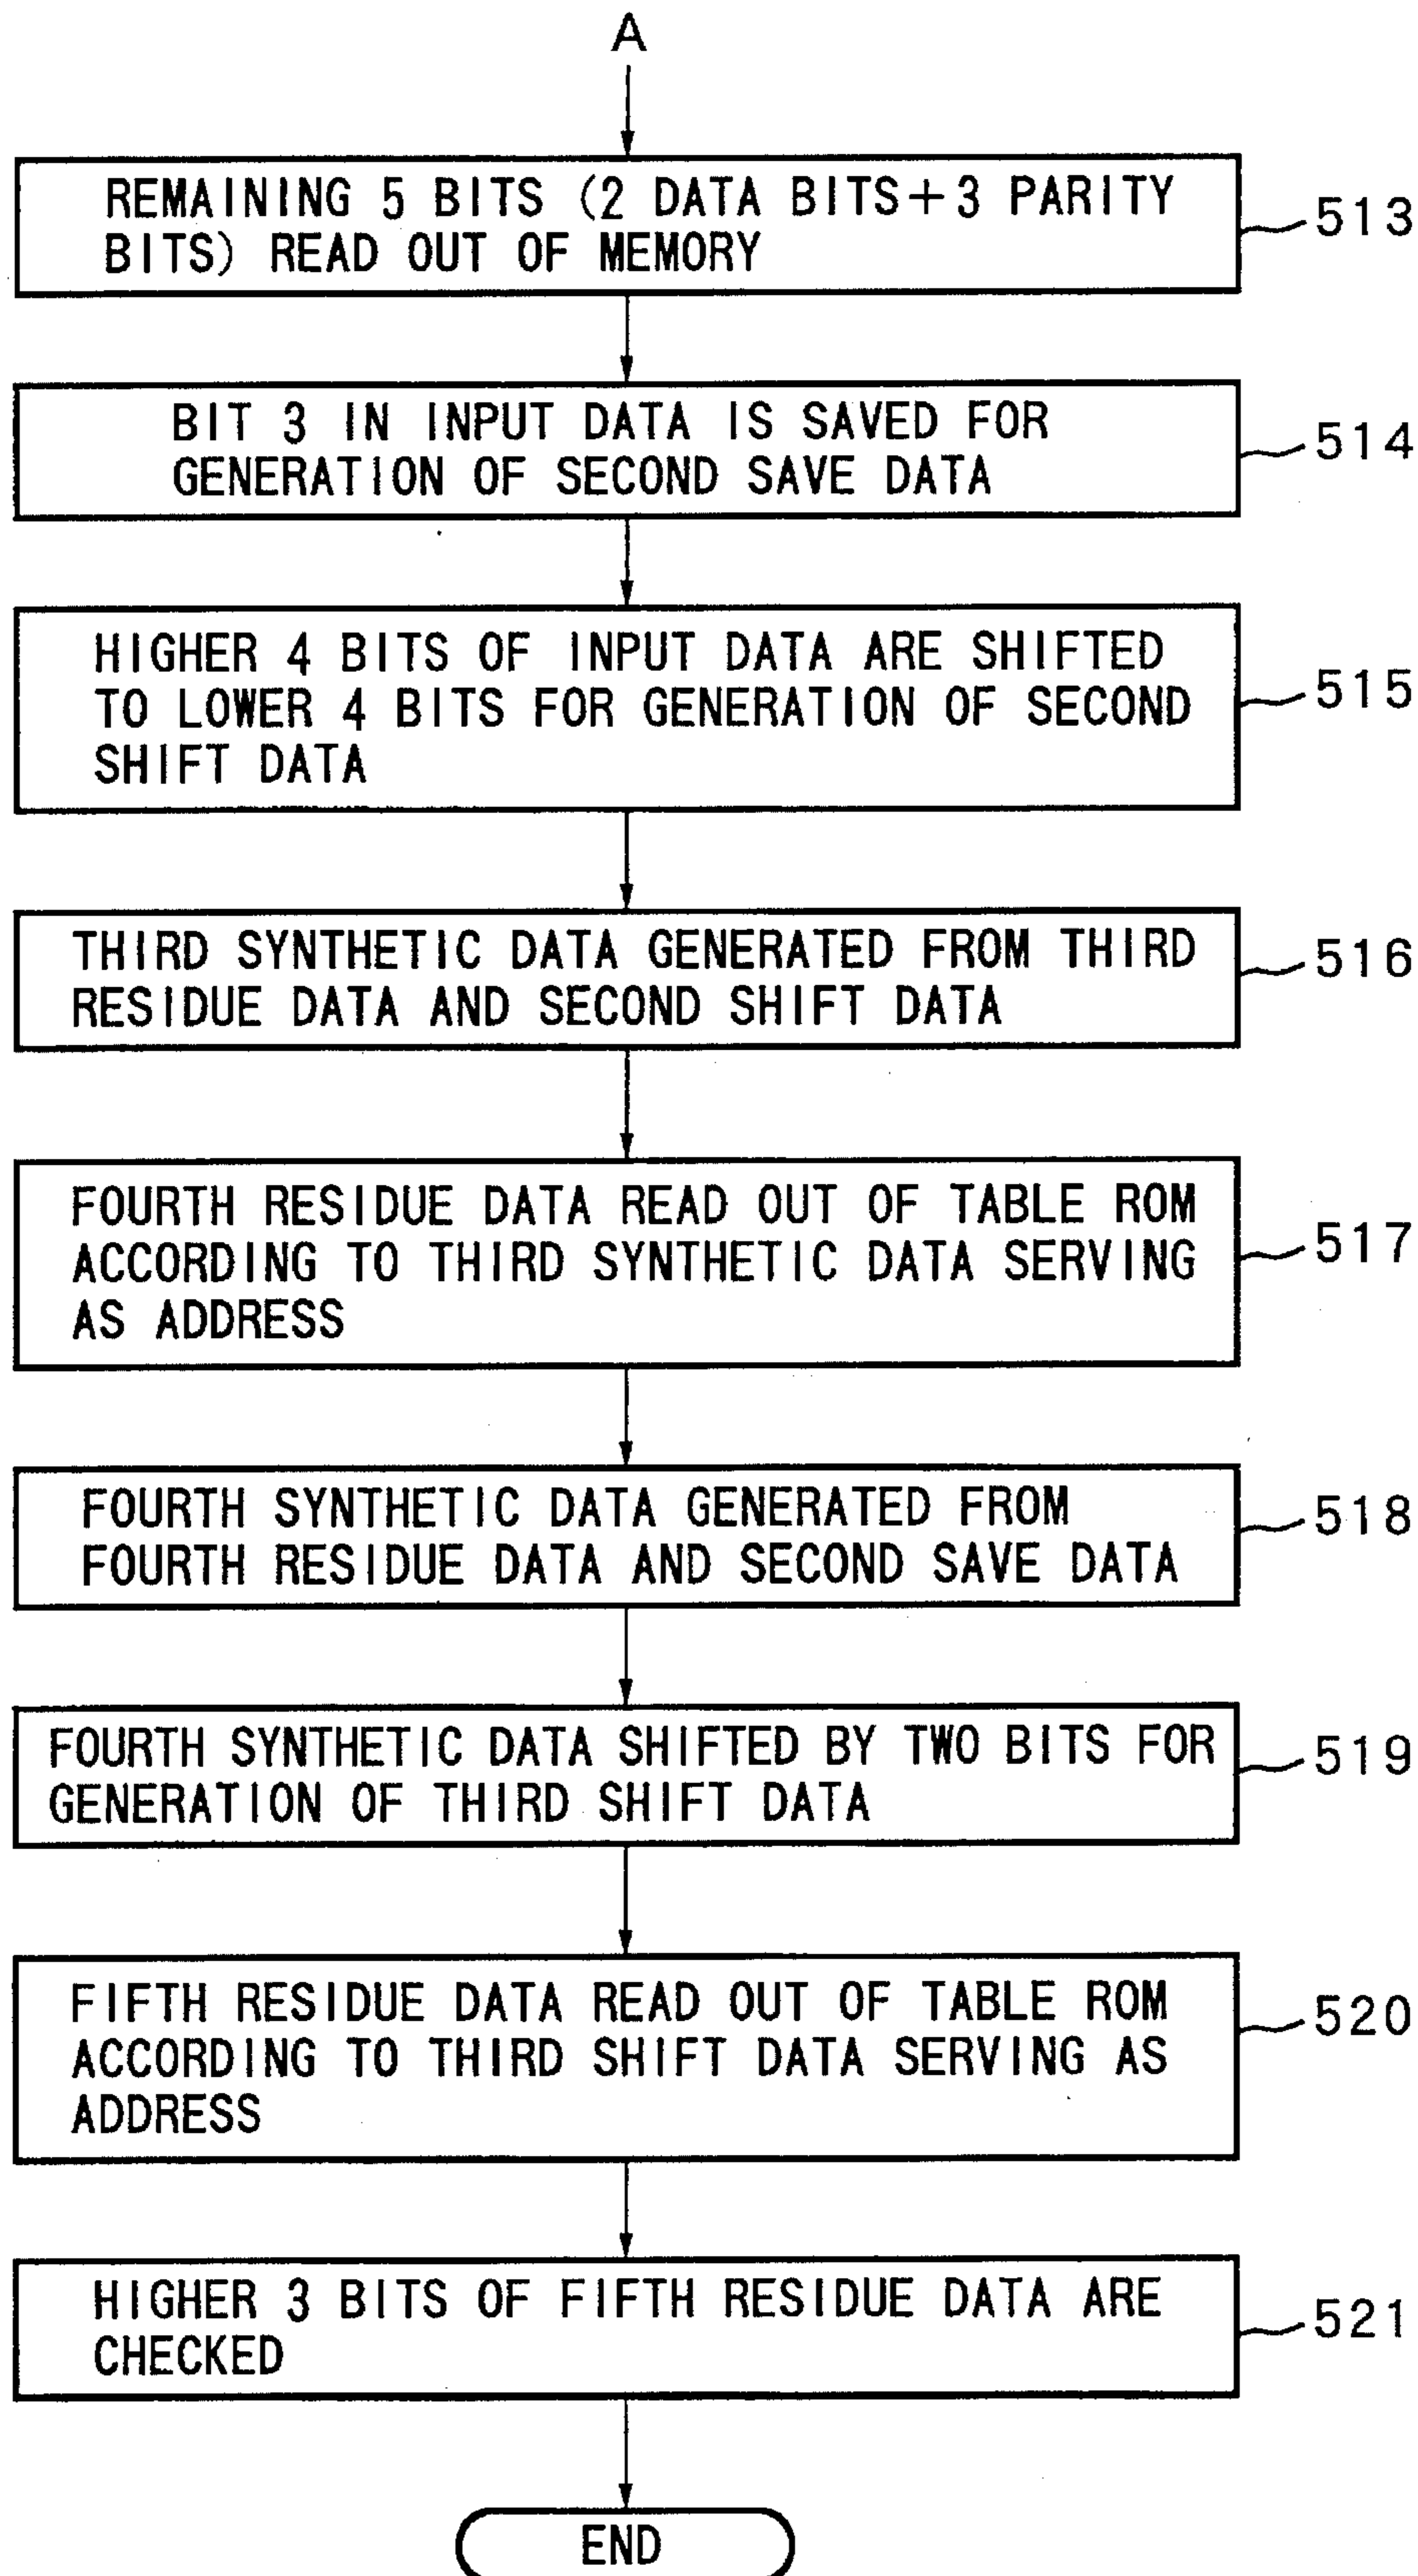 A
REMAINING 5 BITS (2 DATA BITS+3 PARITY
BITS) READ OUT OF MEMORY
513
BIT 3 IN INPUT DATA IS SAVED FOR
GENERATION OF SECOND SAVE DATA
514
HIGHER 4 BITS OF INPUT DATA ARE SHIFTED
TO LOWER 4 BITS FOR GENERATION OF SECOND
SHIFT DATA
515
THIRD SYNTHETIC DATA GENERATED FROM THIRD
RESIDUE DATA AND SECOND SHIFT DATA
516
FOURTH RESIDUE DATA READ OUT OF TABLE ROM
ACCORDING TO THIRD SYNTHETIC DATA SERVING
AS ADDRESS
517
FOURTH SYNTHETIC DATA GENERATED FROM
FOURTH RESIDUE DATA AND SECOND SAVE DATA
518
FOURTH SYNTHETIC DATA SHIFTED BY TWO BITS FOR
GENERATION OF THIRD SHIFT DATA
519
FIFTH RESIDUE DATA READ OUT OF TABLE ROM
ACCORDING TO THIRD SHIFT DATA SERVING AS
ADDRESS
520
HIGHER 3 BITS OF FIFTH RESIDUE DATA ARE
CHECKED
521
END